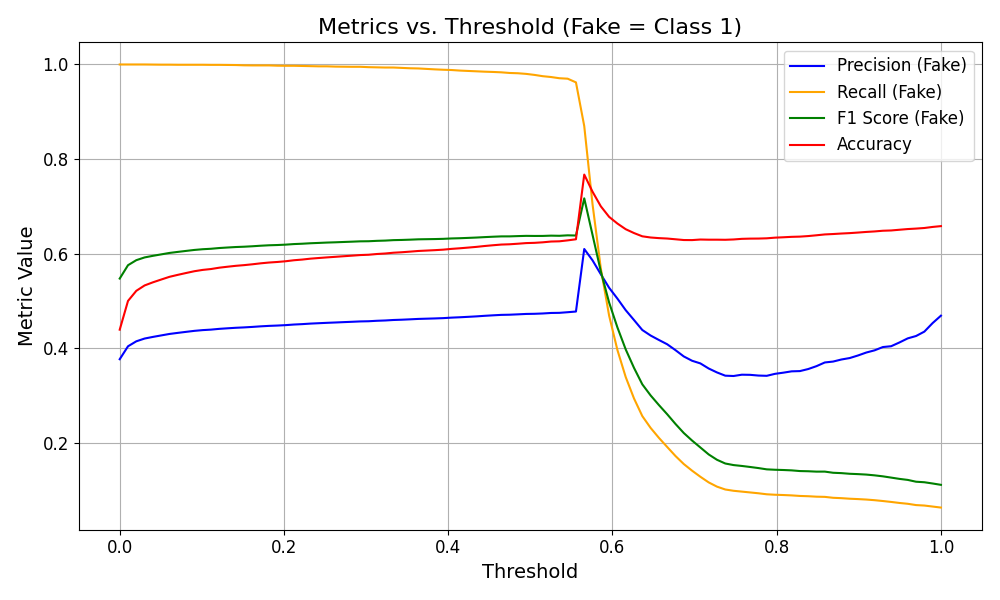 Metrics vs. Threshold (Fake = Class 1)
Precision (Fake)
Recall (Fake)
F1 Score (Fake)
Accuracy
Metric Value
1.0
0.8
0.6
0.4
0.2
0.0 0.2 0.4 0.6 0.8 1.0
Threshold